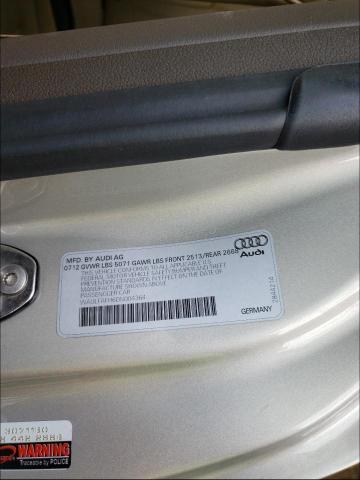 MFD. BY AUDI AG
0712 GVWR LBS 5071 GAWR LBS FRONT 2513/REAR 2668
THIS VEHICLE CONFORMS TO ALL APPLICABLE U.S.
FEDERAL MOTOR VEHICLE SAFETY BUMPER AND THEFT
PREVENTION STANDARDS IN EFFECT ON THE DATE OF
MANUFACTURE SHOWN ABOVE
PASSENGER CAR
Audi
GERMANY
WARNING
Traceable by POLICE